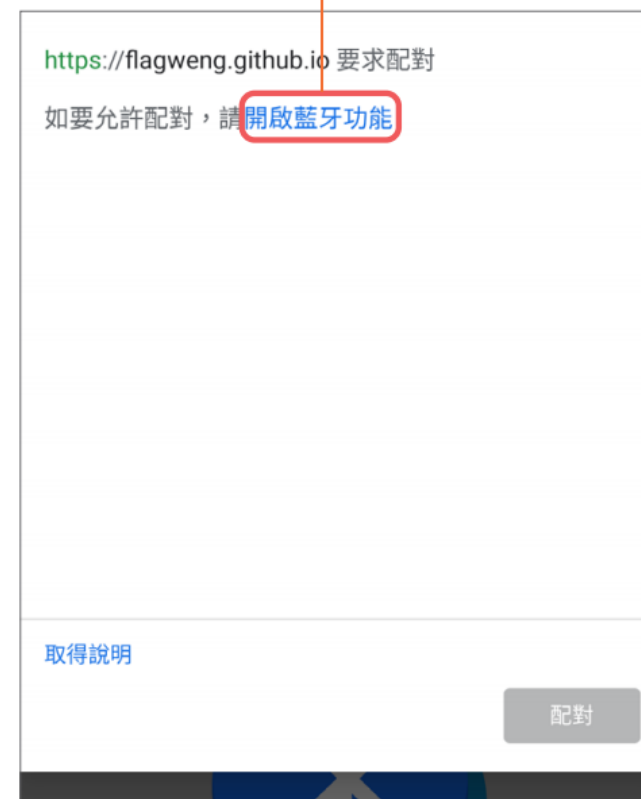 https://flagweng.github.io 要求配對
如要允許配對，請開啟藍牙功能
取得說明
配對